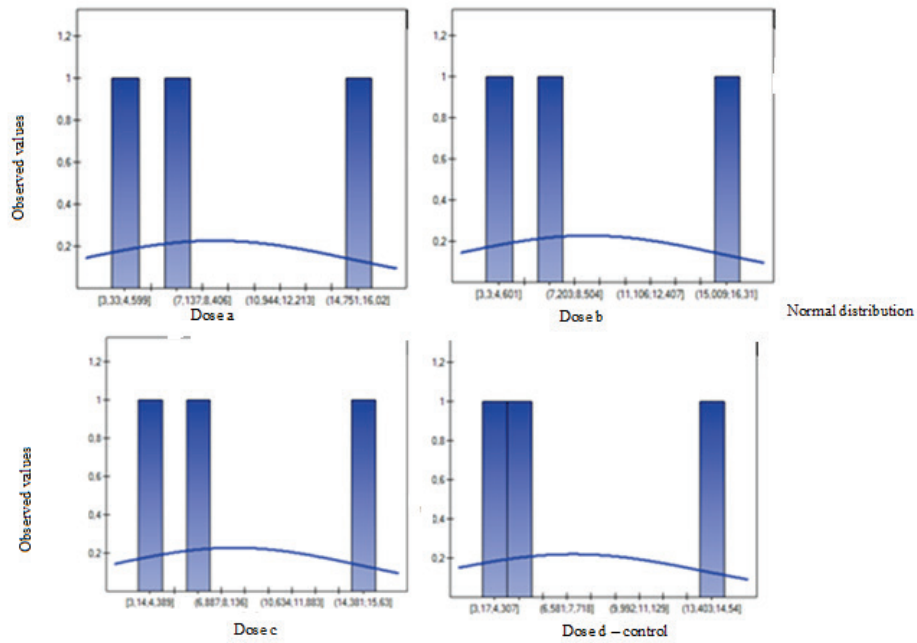 1,2
1
0,8
0,6
0,4
0,2
Observed values
[3.33;4,599] (7,137;8,406] (10,944;12,213] (14,751;16,02]
Dose a
1,2
1
0,8
0,6
0,4
0,2
[3.3;4,601] (7,203;8,504] (11,106;12,407] (15,009;16,31]
Dose b
Normal distribution
1,2
1
0,8
0,6
0,4
0,2
Observed values
[3,14;4,389] (6,887;8,136] (10,634;11,883] (14,381;15,63]
Dose c
1,2
1
0,8
0,6
0,4
0,2
[3,17;4,307] (6,581;7,718] (9,992;11,129] (13,403;14,54]
Dose d – control